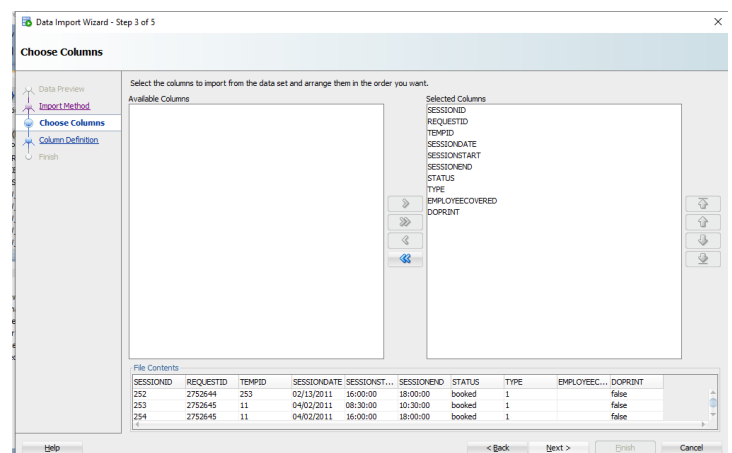 Data Import Wizard - Step 3 of 5
Choose Columns
Data Preview
Import Method
Choose Columns
Column Definition
Finish
Select the columns to import from the data set and arrange them in the order you want.
Available Columns
Selected Columns
SESSIONID
REQUESTID
TEMPID
SESSIONDATE
SESSIONSTART
SESSIONEND
STATUS
TYPE
EMPLOYEECOVERED
DOPRINT
File Contents
SESSIONID REQUESTID TEMPID SESSIONDATE SESSIONST... SESSIONEND STATUS TYPE EMPLOYEEC... DOPRINT
252 2752644 253 02/13/2011 16:00:00 18:00:00 booked 1 false
253 2752645 11 04/02/2011 08:30:00 10:30:00 booked 1 false
254 2752645 11 04/02/2011 16:00:00 18:00:00 booked 1 false
Help < Back Next > Finish Cancel